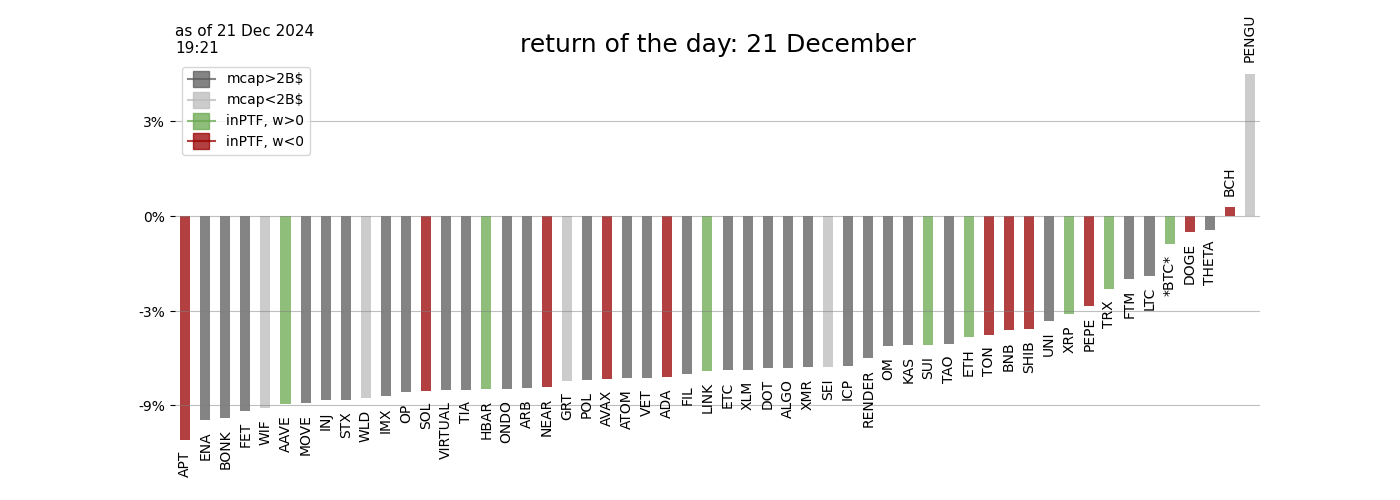 as of 21 Dec 2024
19:21
return of the day: 21 December
mcap>2B$
mcap<2B$
inPTF, w>0
inPTF, w<0
3%
0%
-3%
-9%
APT
ENA
BONK
FET
WIF
AAVE
MOVE
INJ
STX
WLD
IMX
OP
SOL
VIRTUAL
TIA
HBAR
ONDO
ARB
NEAR
GRT
POL
AVAX
ATOM
VET
ADA
FIL
LINK
ETC
XLM
DOT
ALGO
XMR
SEI
ICP
RENDER
OM
KAS
SUI
TAO
ETH
TON
BNB
SHIB
UNI
XRP
PEPE
TRX
FTM
LTC
*BTC*
DOGE
THETA
BCH
PENGU